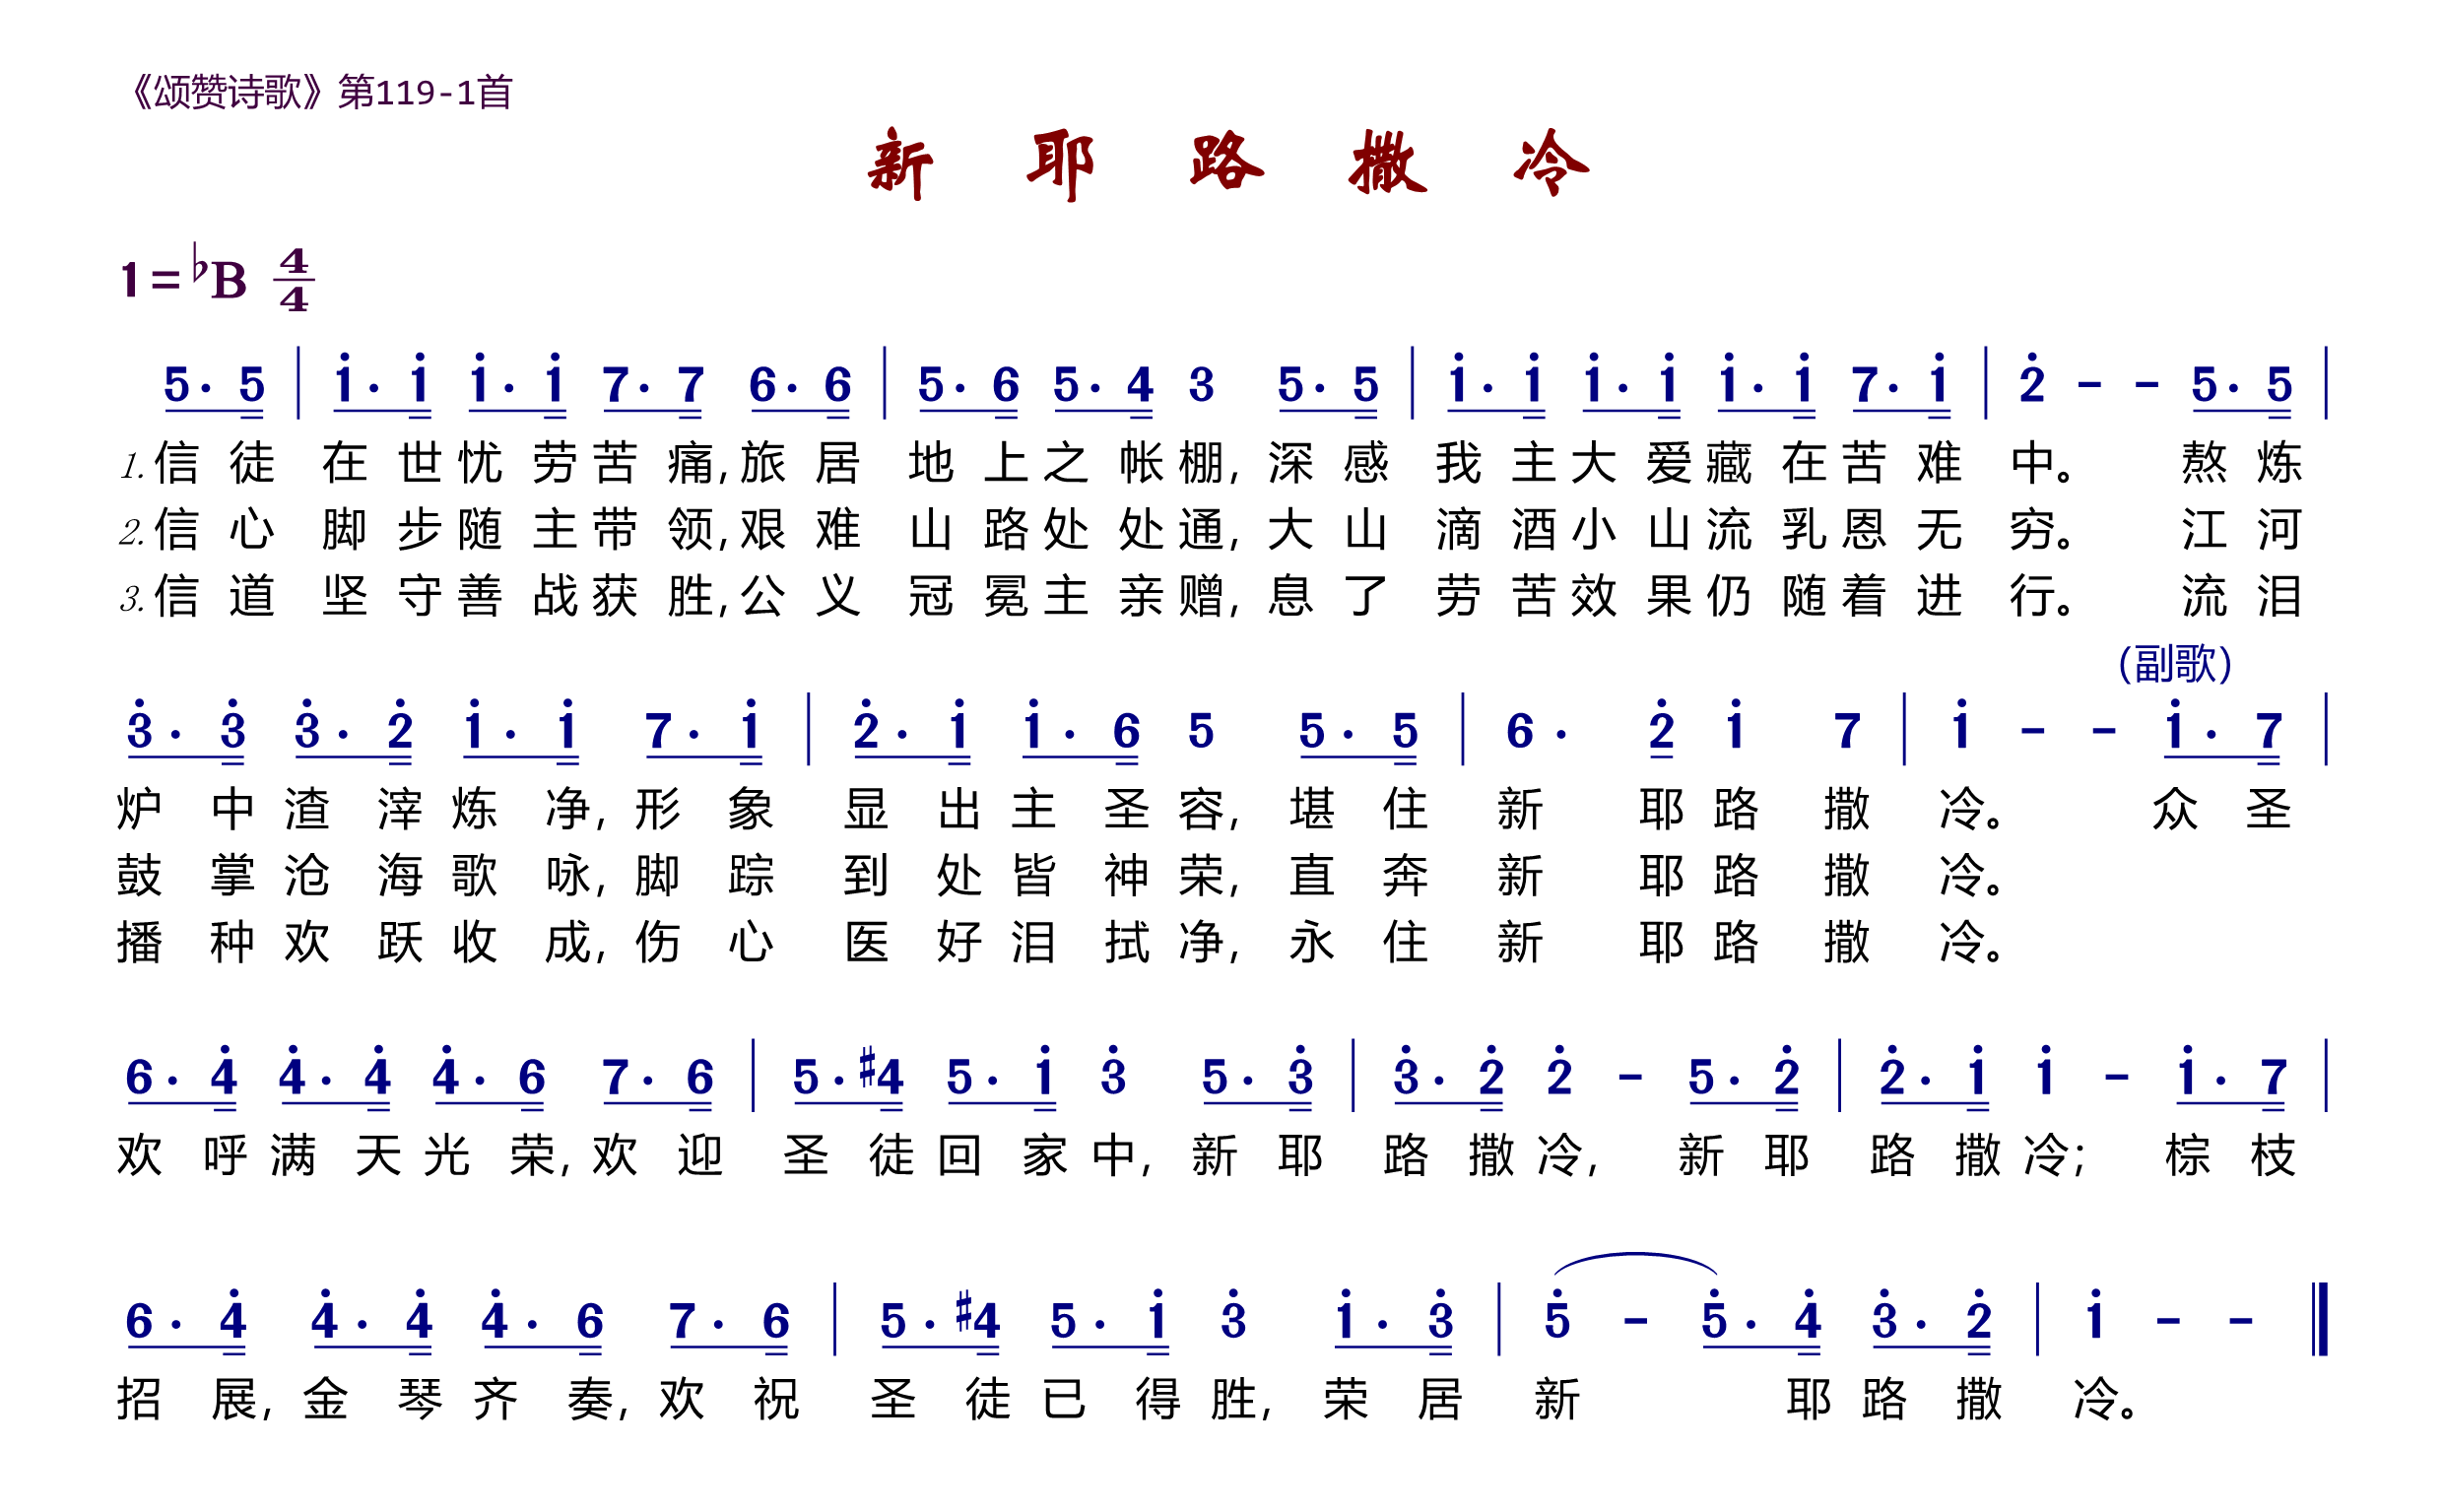 《颂赞诗歌》第119-1首
新耶路撒冷
1=♭B 4/4
5· 5 | i· i i· i 7· 7 6· 6 | 5· 6 5· 4 3 5· 5 | i· i i· i i· i 7· i | 2̇ - - 5· 5 |
1.信徒在世忧劳苦痛,旅居地上之帐棚,深感我主大爱藏在苦难中。熬炼
2.信心脚步随主带领,艰难山路处处通,大山滴酒小山流乳恩无穷。江河
3.信道坚守善战获胜,公义冠冕主亲赠,息了劳苦效果仍随着进行。流泪
(副歌)
3̇· 3̇ 3̇· 2̇ i· i 7· i | 2̇· i i· 6 5 5· 5 | 6· 2̇ i 7 | i - - i· 7 |
炉中渣滓炼净,形象显出主圣容,堪住新耶路撒冷。众圣
鼓掌沧海歌咏,脚踪到处皆神荣,直奔新耶路撒冷。
播种欢跃收成,伤心医好泪拭净,永住新耶路撒冷。
6· 4̇ 4̇· 4̇ 4̇· 6 7· 6 | 5· ♯4 5· i 3̇ 5· 3̇ | 3̇· 2̇ 2̇ - 5· 2̇ | 2̇· i i - i· 7 |
欢呼满天光荣,欢迎圣徒回家中,新耶路撒冷,新耶路撒冷;棕枝
6· 4̇ 4̇· 4̇ 4̇· 6 7· 6 | 5· ♯4 5· i 3̇ i· 3̇ | 5̇ - 5̇· 4̇ 3̇· 2̇ | i - - ‖
招展,金琴齐奏,欢祝圣徒已得胜,荣居新耶路撒冷。